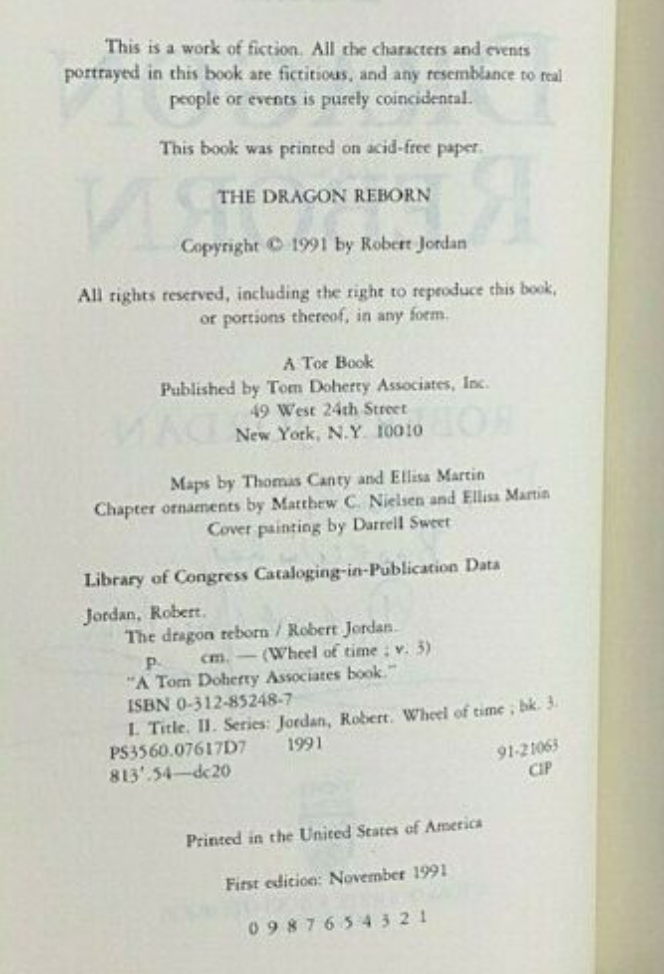 This is a work of fiction. All the characters and events
portrayed in this book are fictitious, and any resemblance to real
people or events is purely coincidental.
This book was printed on acid-free paper.
THE DRAGON REBORN
Copyright © 1991 by Robert Jordan
All rights reserved, including the right to reproduce this book,
or portions thereof, in any form.
A Tor Book
Published by Tom Doherty Associates, Inc.
49 West 24th Street
New York, N.Y. 10010
Maps by Thomas Canty and Ellisa Martin
Chapter ornaments by Matthew C. Nielsen and Ellisa Martin
Cover painting by Darrell Sweet
Library of Congress Cataloging-in-Publication Data
Jordan, Robert.
The dragon reborn / Robert Jordan.
p. cm. — (Wheel of time ; v. 3)
"A Tom Doherty Associates book."
ISBN 0-312-85248-7
I. Title. II. Series: Jordan, Robert. Wheel of time ; bk. 3.
PS3560.07617D7 1991
813'.54—dc20
91-21063
CIP
Printed in the United States of America
First edition: November 1991
0 9 8 7 6 5 4 3 2 1